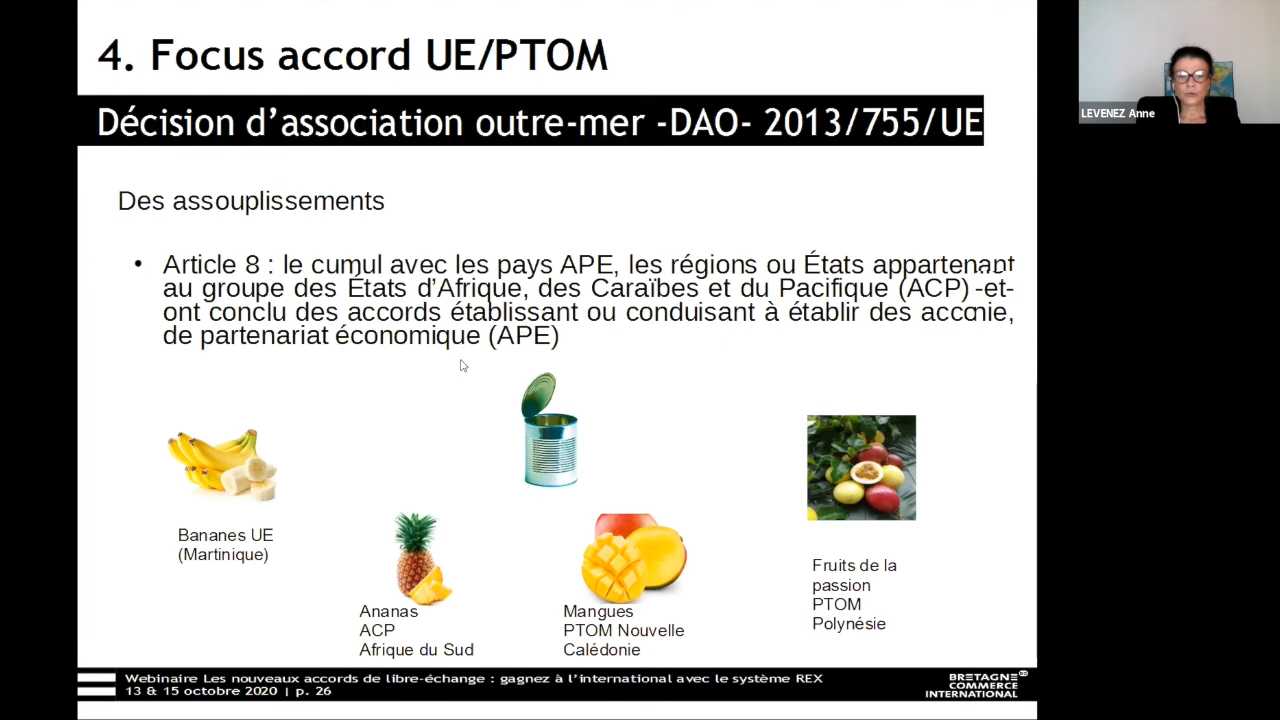 4. Focus accord UE/PTOM
Décision d'association outre-mer -DAO- 2013/755/UE
LEVENEZ Anne
Des assouplissements
• Article 8 : le cumul avec les pays APE, les régions ou États appartenant
au groupe des États d'Afrique, des Caraïbes et du Pacifique (ACP) -et-
ont conclu des accords établissant ou conduisant à établir des
de partenariat économique (APE)
Bananes UE
(Martinique)
Ananas
ACP
Afrique du Sud
Mangues
PTOM Nouvelle
Calédonie
Fruits de la
passion
PTOM
Polynésie
Webinaire Les nouveaux accords de libre-échange : gagnez à l'international avec le système REX
13 & 15 octobre 2020 | p. 26
BRETAGNE
COMMERCE
INTERNATIONAL